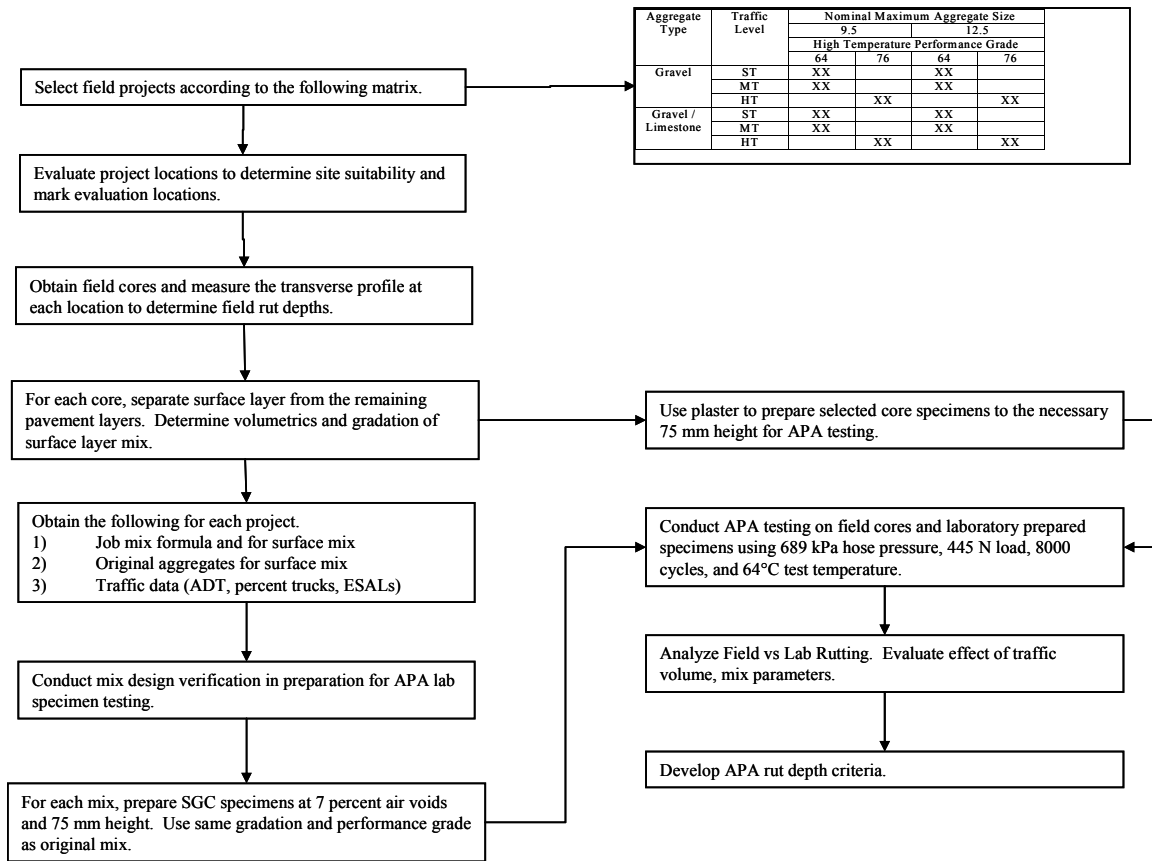 Aggregate Type Traffic Level Nominal Maximum Aggregate Size
9.5 12.5
High Temperature Performance Grade
64 76 64 76
Gravel ST XX XX
MT XX XX
HT XX XX
Gravel / Limestone ST XX XX
MT XX XX
HT XX XX
Select field projects according to the following matrix.
Evaluate project locations to determine site suitability and
mark evaluation locations.
Obtain field cores and measure the transverse profile at
each location to determine field rut depths.
For each core, separate surface layer from the remaining
pavement layers. Determine volumetrics and gradation of
surface layer mix.
Use plaster to prepare selected core specimens to the necessary
75 mm height for APA testing.
Obtain the following for each project.
1) Job mix formula and for surface mix
2) Original aggregates for surface mix
3) Traffic data (ADT, percent trucks, ESALs)
Conduct mix design verification in preparation for APA lab
specimen testing.
For each mix, prepare SGC specimens at 7 percent air voids
and 75 mm height. Use same gradation and performance grade
as original mix.
Conduct APA testing on field cores and laboratory prepared
specimens using 689 kPa hose pressure, 445 N load, 8000
cycles, and 64°C test temperature.
Analyze Field vs Lab Rutting. Evaluate effect of traffic
volume, mix parameters.
Develop APA rut depth criteria.